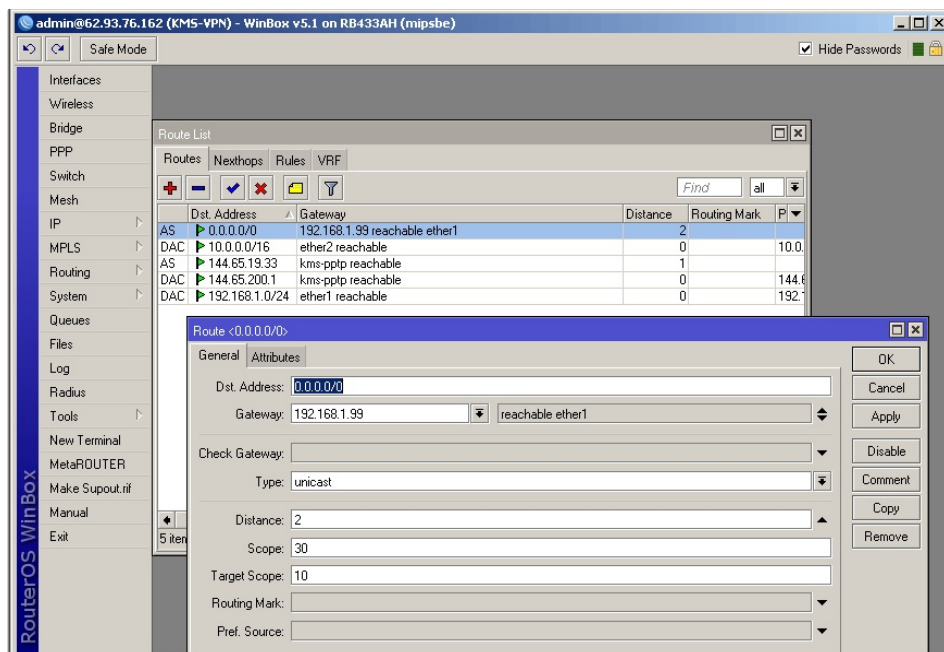 admin@62.93.76.162 (KMS-VPN) - WinBox v5.1 on RB433AH (mipsbe)
Safe Mode
Hide Passwords
Interfaces
Wireless
Bridge
PPP
Switch
Mesh
IP
MPLS
Routing
System
Queues
Files
Log
Radius
Tools
New Terminal
MetaROUTER
Make Supout.rif
Manual
Exit
RouterOS WinBox
Route List
Routes Nexthops Rules VRF
Find all
Dst. Address Gateway Distance Routing Mark P
AS 0.0.0.0/0 192.168.1.99 reachable ether1 2
DAC 10.0.0.0/16 ether2 reachable 0 10.0.
AS 144.65.19.33 kms-pptp reachable 1
DAC 144.65.200.1 kms-pptp reachable 0 144.6
DAC 192.168.1.0/24 ether1 reachable 0 192.1
5 item
Route <0.0.0.0/0>
General Attributes
Dst. Address: 0.0.0.0/0
Gateway: 192.168.1.99 reachable ether1
Check Gateway:
Type: unicast
Distance: 2
Scope: 30
Target Scope: 10
Routing Mark:
Pref. Source:
OK
Cancel
Apply
Disable
Comment
Copy
Remove